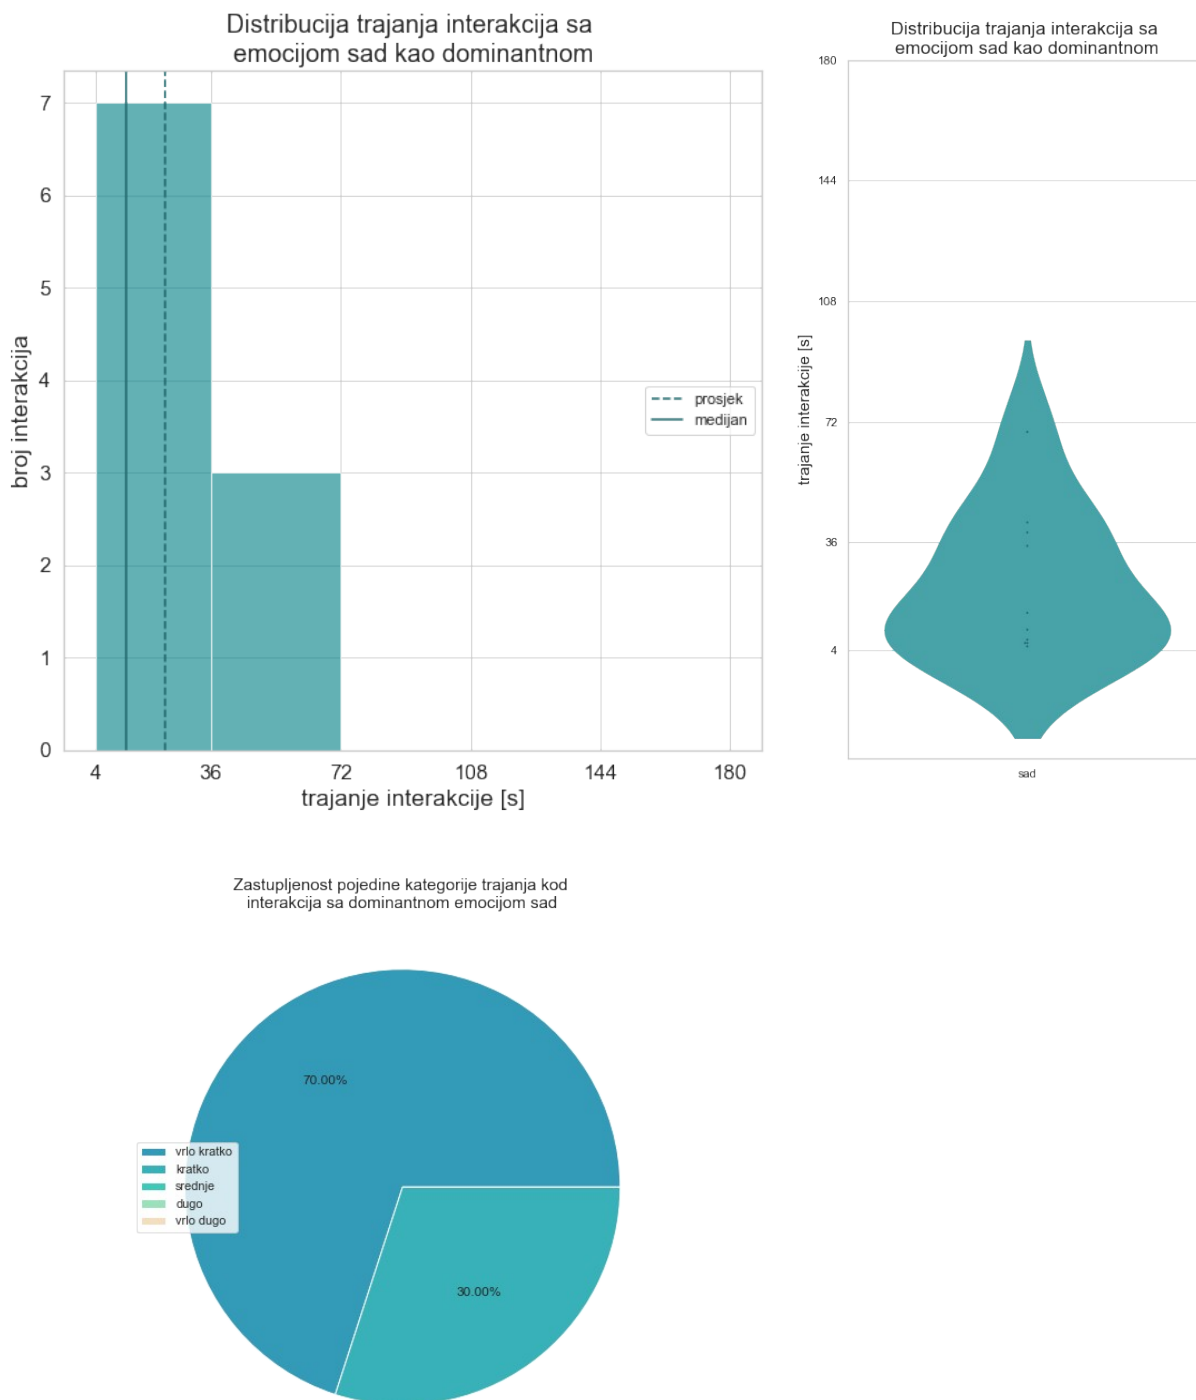 Distribucija trajanja interakcija sa
emocijom sad kao dominantnom
7
6
5
4
3
2
1
0
broj interakcija
prosjek
medijan
4
36
72
108
144
180
trajanje interakcije [s]
Distribucija trajanja interakcija sa
emocijom sad kao dominantnom
180
144
108
72
36
4
trajanje interakcije [s]
sad
Zastupljenost pojedine kategorije trajanja kod
interakcija sa dominantnom emocijom sad
70.00%
vrlo kratko
kratko
srednje
dugo
vrlo dugo
30.00%